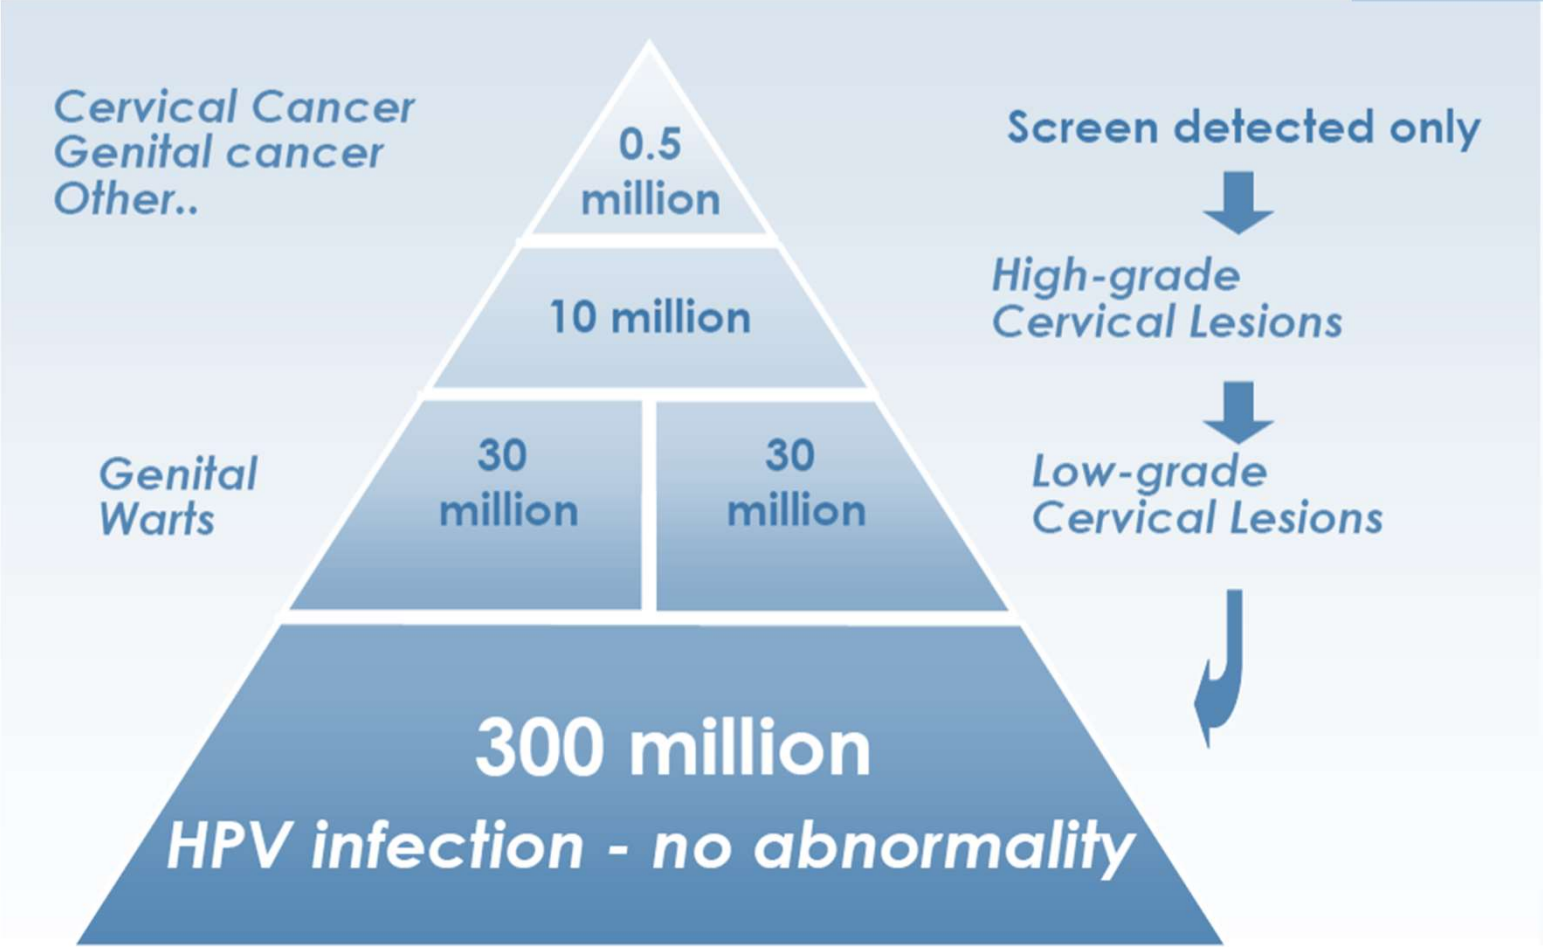 Cervical Cancer
Genital cancer
Other..
0.5
million
Screen detected only
10 million
High-grade
Cervical Lesions
Genital
Warts
30
million
30
million
Low-grade
Cervical Lesions
300 million
HPV infection - no abnormality